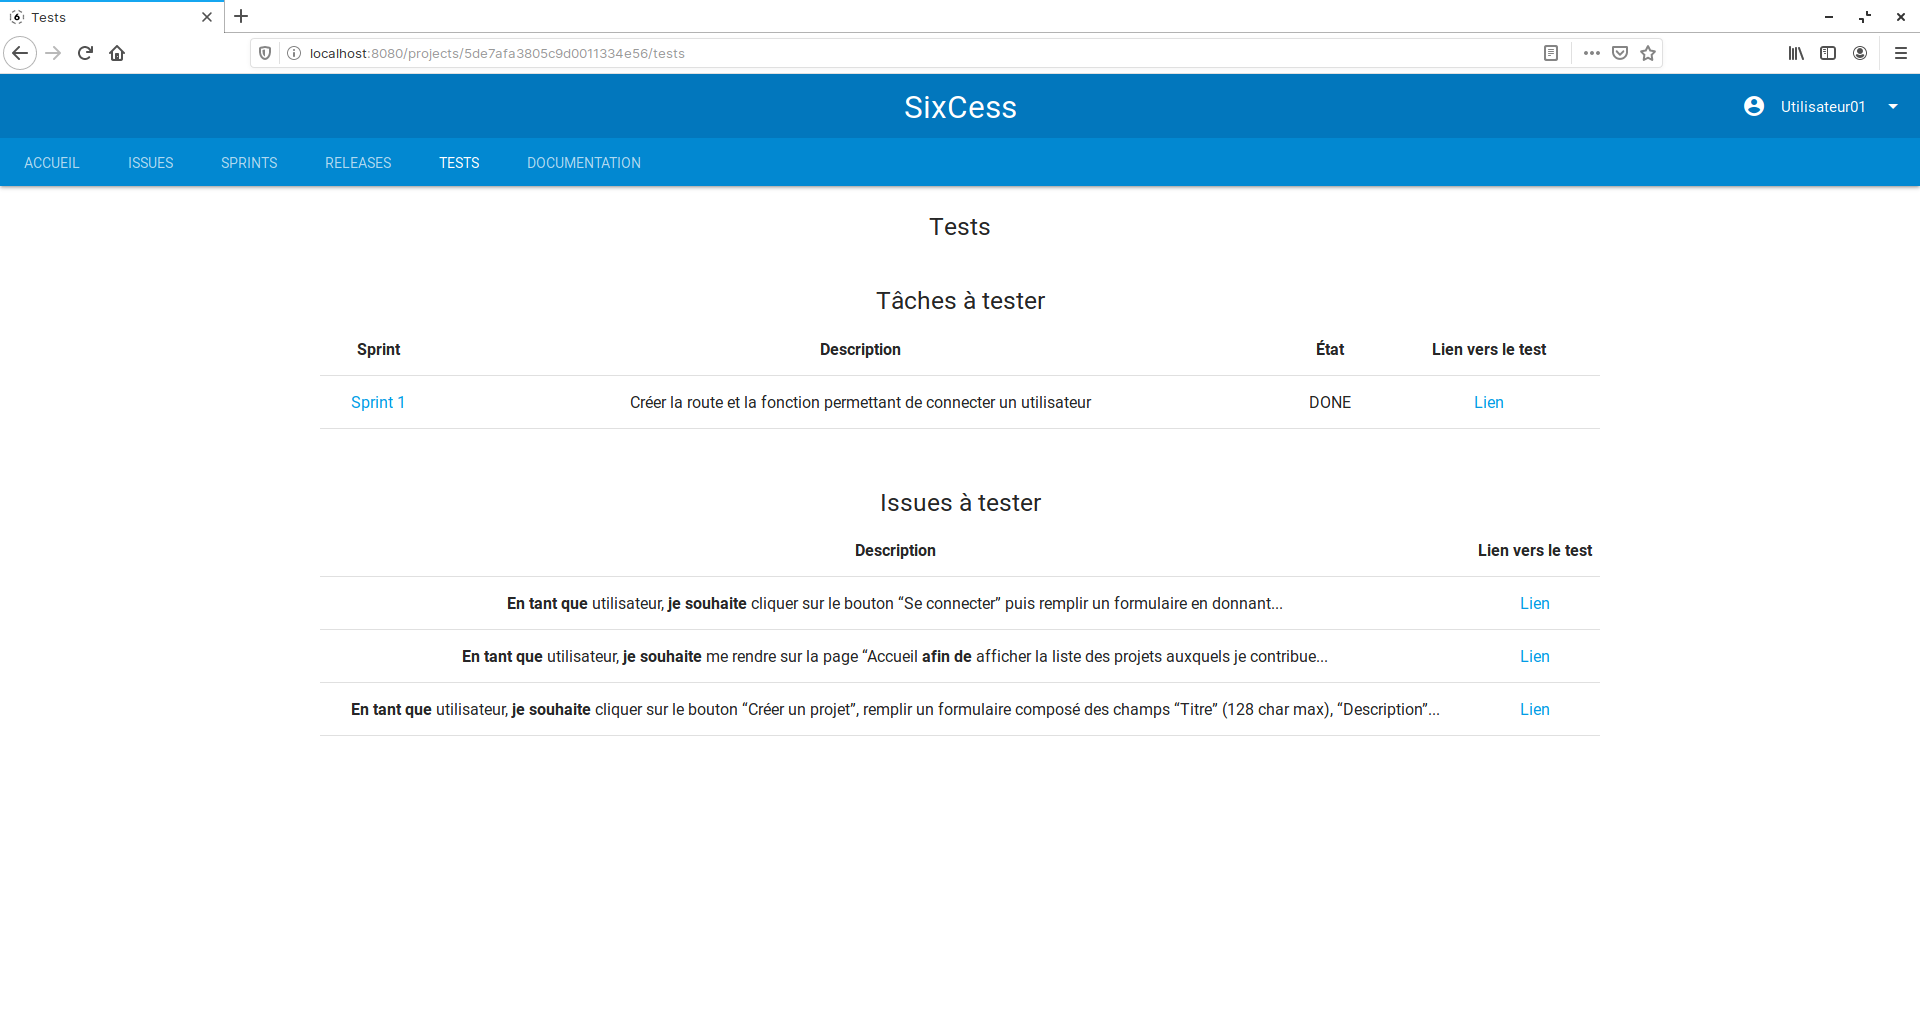 Tests
localhost:8080/projects/5de7afa3805c9d0011334e56/tests
SixCess
Utilisateur01
ACCUEIL ISSUES SPRINTS RELEASES TESTS DOCUMENTATION
Tests
Tâches à tester
Sprint Description État Lien vers le test
Sprint 1 Créer la route et la fonction permettant de connecter un utilisateur DONE Lien
Issues à tester
Description Lien vers le test
En tant que utilisateur, je souhaite cliquer sur le bouton “Se connecter” puis remplir un formulaire en donnant... Lien
En tant que utilisateur, je souhaite me rendre sur la page “Accueil afin de afficher la liste des projets auxquels je contribue... Lien
En tant que utilisateur, je souhaite cliquer sur le bouton “Créer un projet”, remplir un formulaire composé des champs “Titre” (128 char max), “Description”... Lien